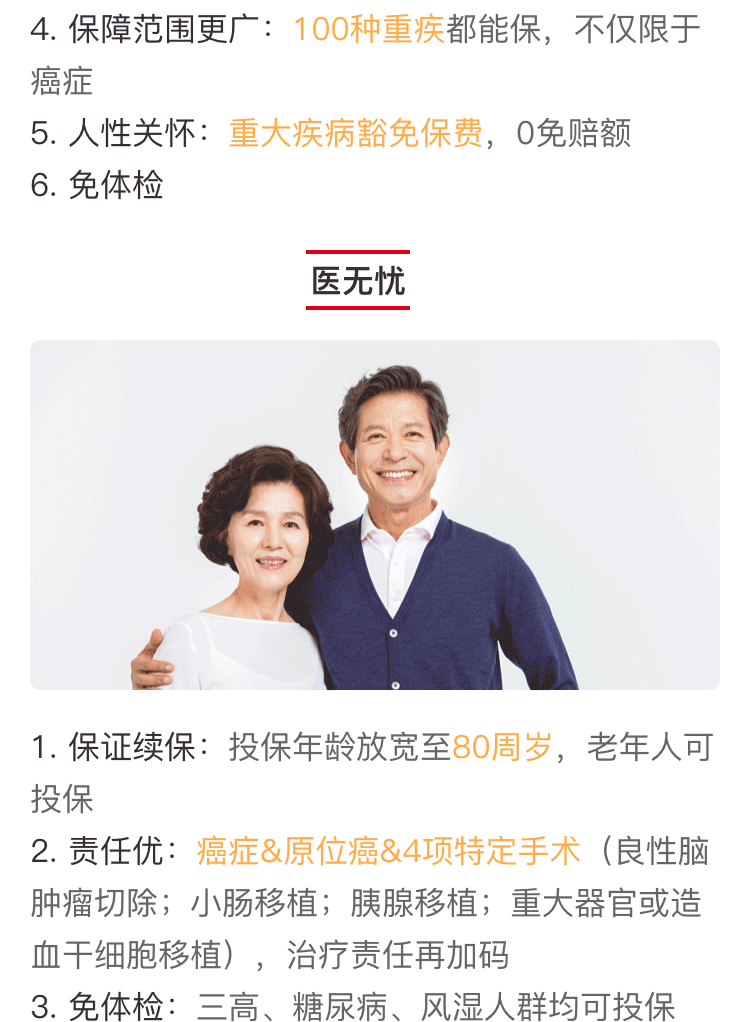 4. 保障范围更广：100种重疾都能保，不仅限于
癌症
5. 人性关怀：重大疾病豁免保费，0免赔额
6. 免体检
医无忧
1. 保证续保：投保年龄放宽至80周岁，老年人可
投保
2. 责任优：癌症&原位癌&4项特定手术（良性脑
肿瘤切除；小肠移植；胰腺移植；重大器官或造
血干细胞移植），治疗责任再加码
3. 免体检：三高、糖尿病、风湿人群均可投保